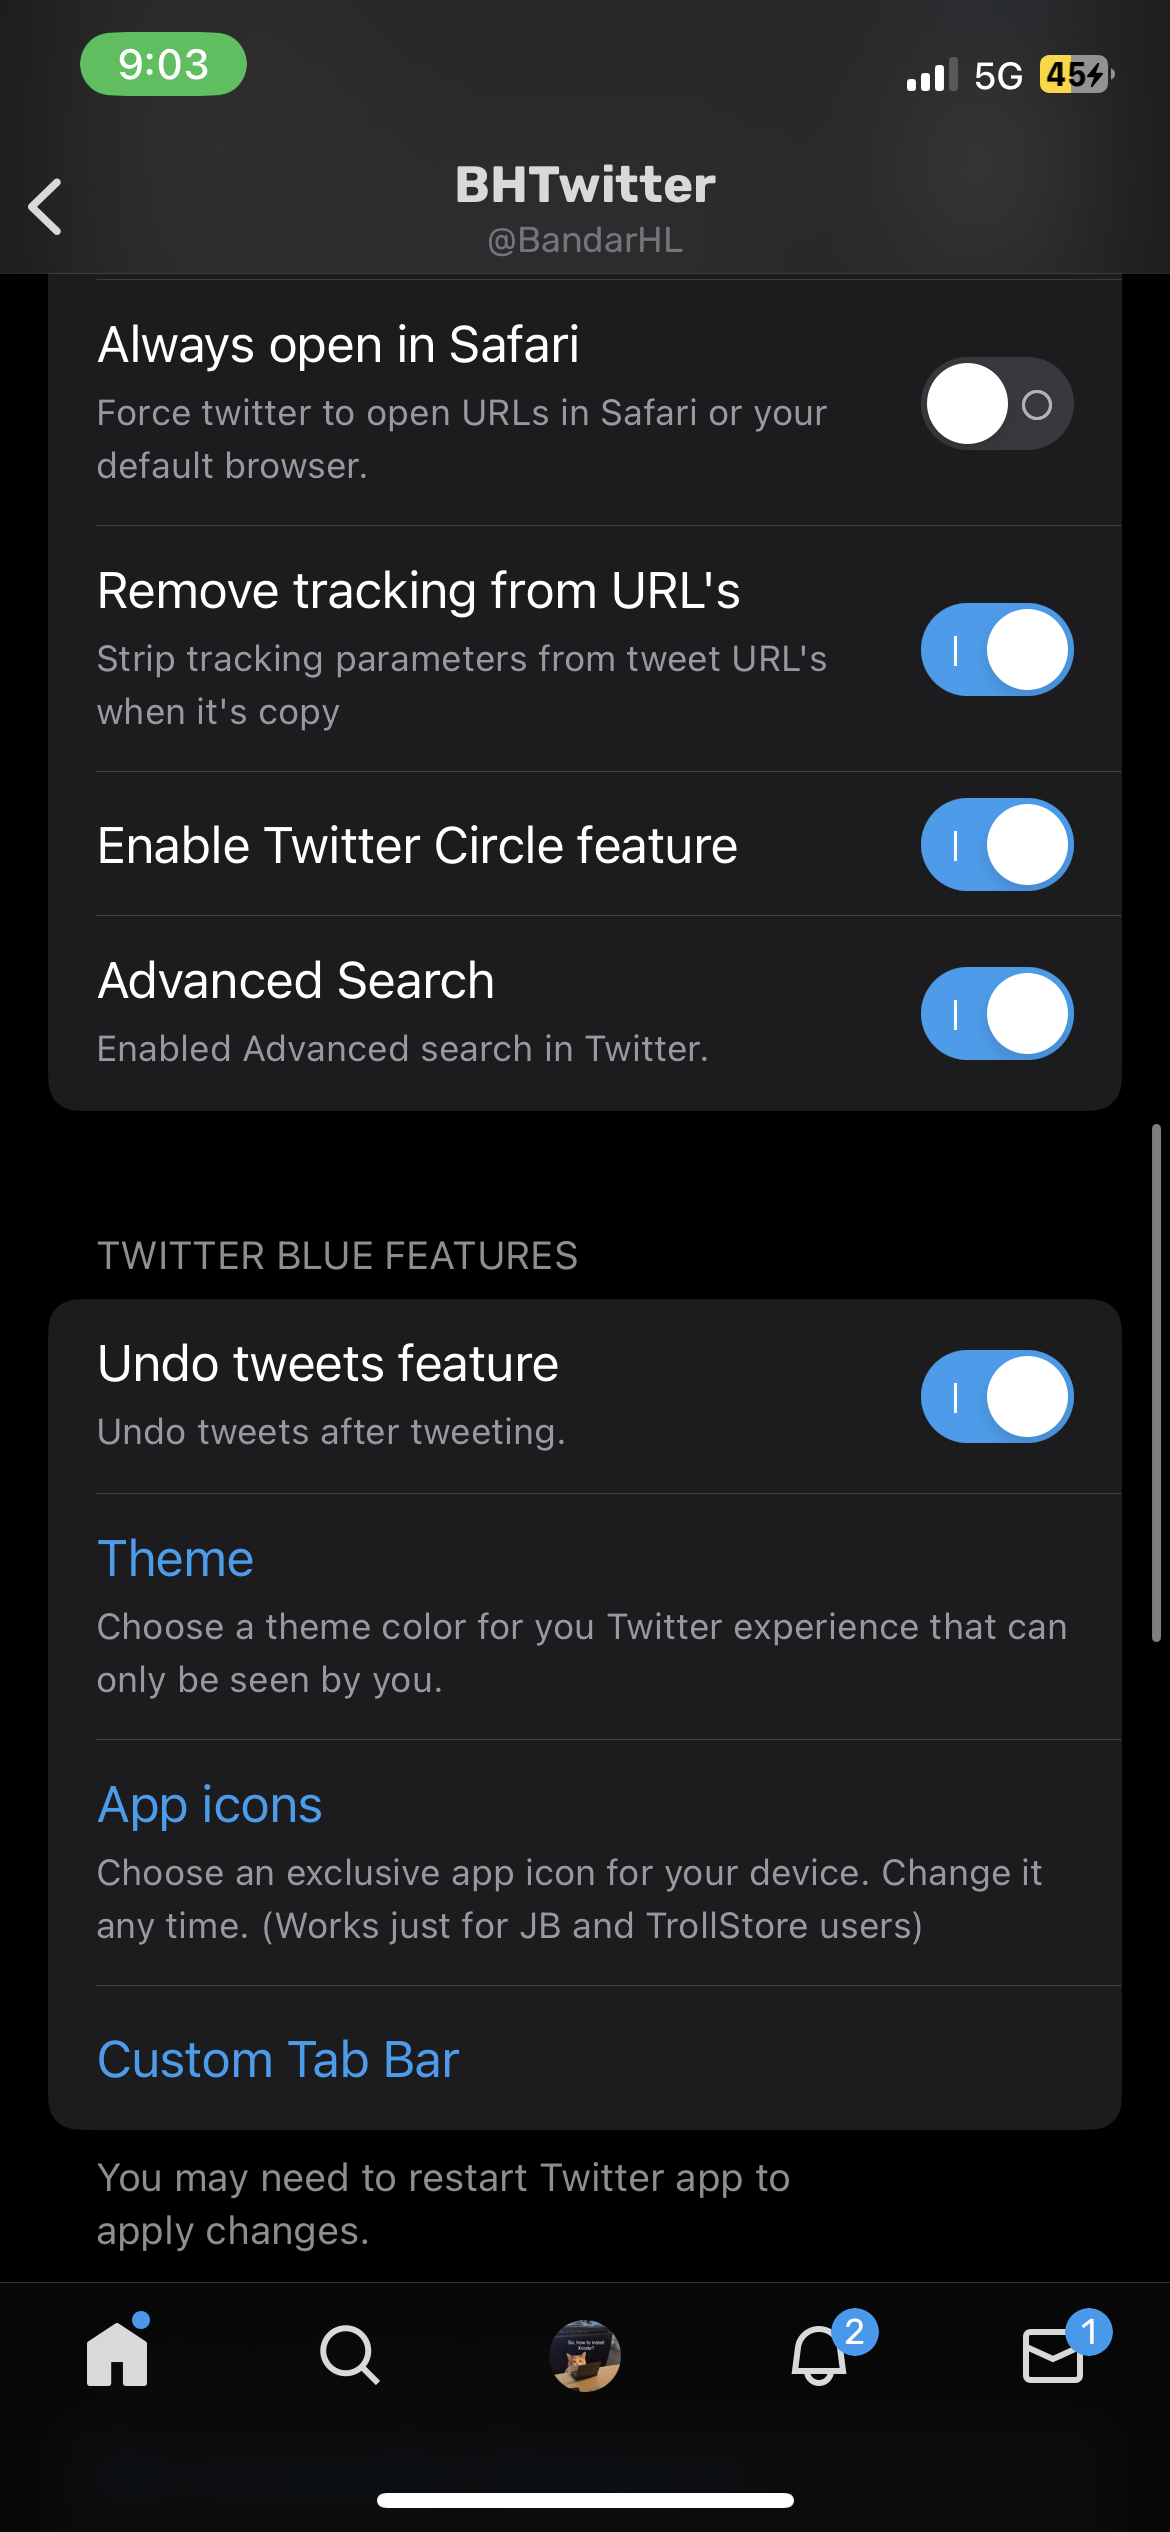 9:03
5G
45
BHTwitter
@BandarHL
Always open in Safari
Force twitter to open URLs in Safari or your
default browser.
Remove tracking from URL's
Strip tracking parameters from tweet URL's
when it's copy
Enable Twitter Circle feature
Advanced Search
Enabled Advanced search in Twitter.
TWITTER BLUE FEATURES
Undo tweets feature
Undo tweets after tweeting.
Theme
Choose a theme color for you Twitter experience that can
only be seen by you.
App icons
Choose an exclusive app icon for your device. Change it
any time. (Works just for JB and TrollStore users)
Custom Tab Bar
You may need to restart Twitter app to
apply changes.
So, how to install
Xcode?
2
1